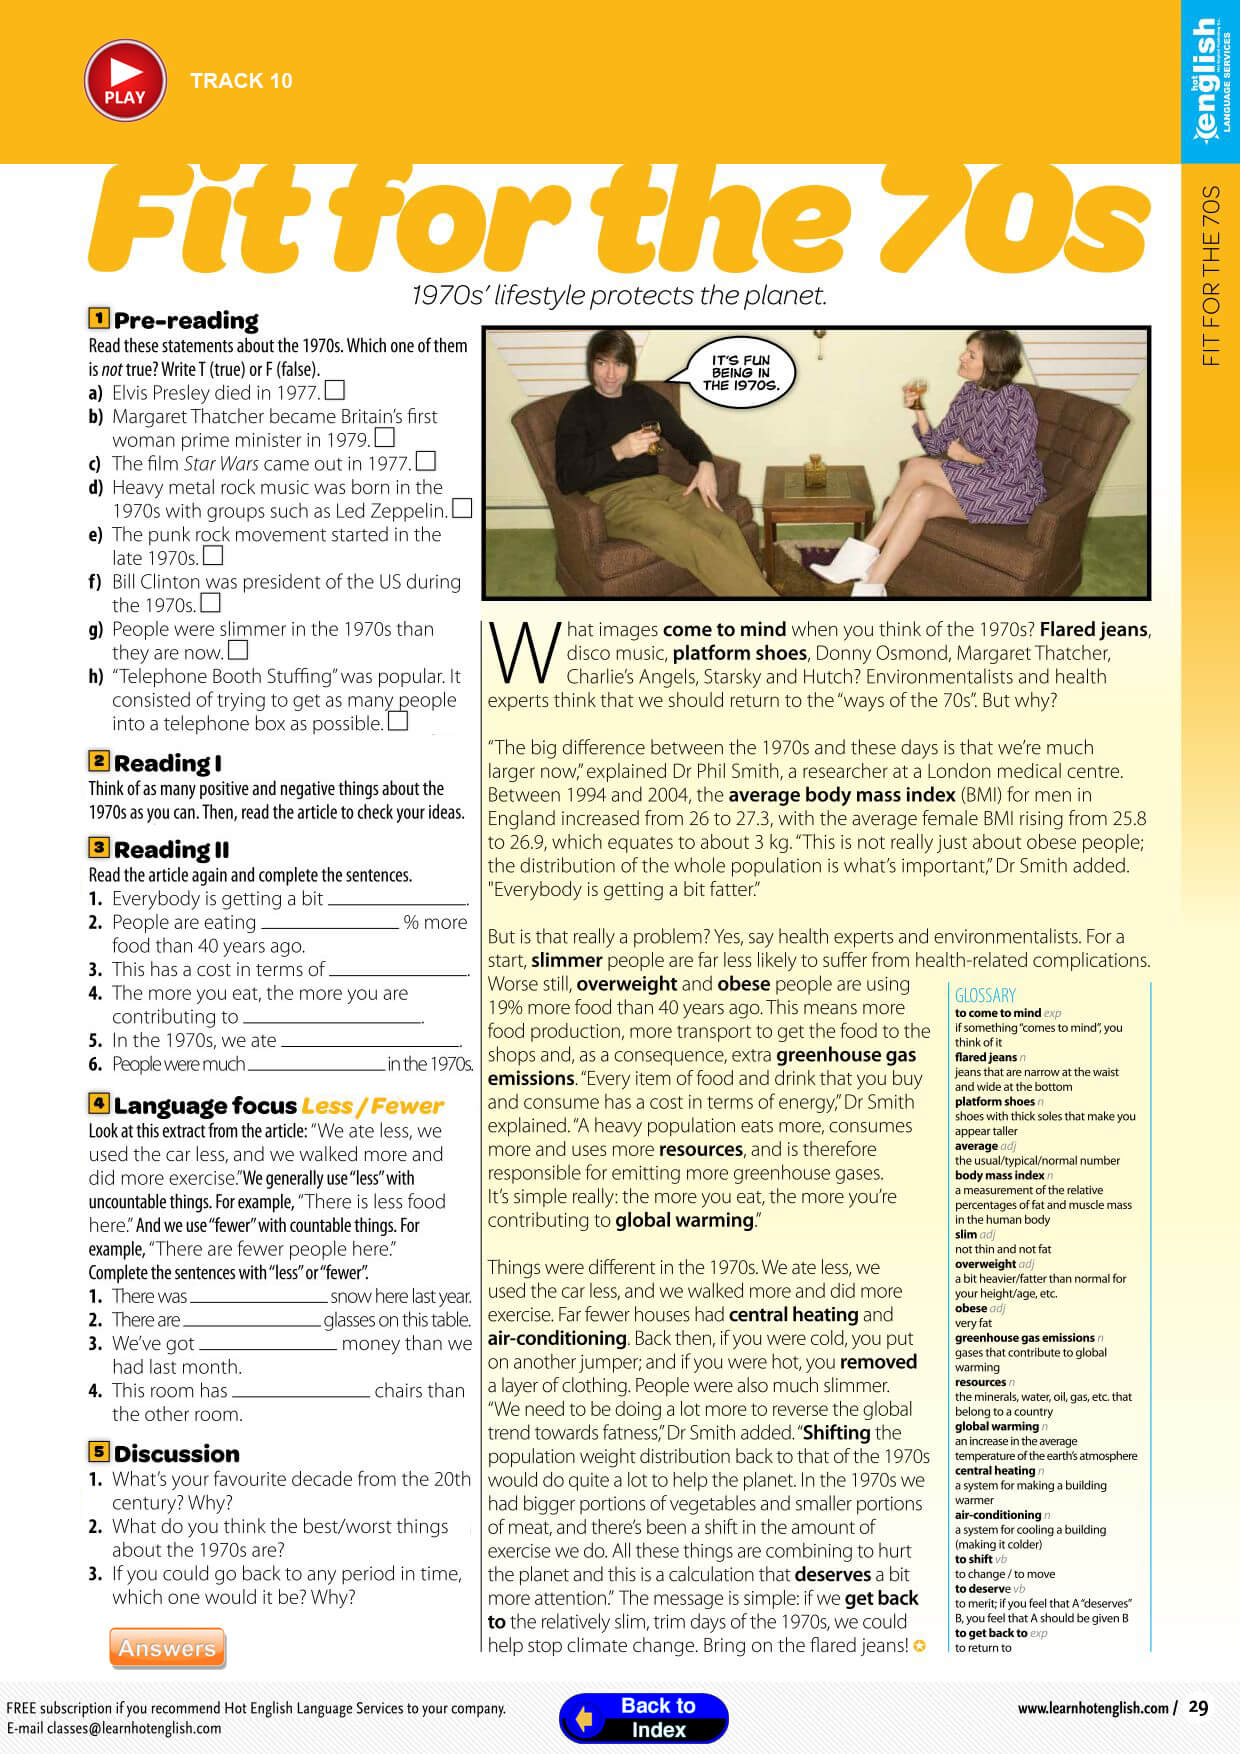 PLAY
TRACK 10
hot
english
LANGUAGE SERVICES
FIT FOR THE 70S
Fit for the 70s
1970s’ lifestyle protects the planet.
1 Pre-reading
Read these statements about the 1970s. Which one of them
is not true? Write T (true) or F (false).
a) Elvis Presley died in 1977.
b) Margaret Thatcher became Britain’s first
woman prime minister in 1979.
c) The film Star Wars came out in 1977.
d) Heavy metal rock music was born in the
1970s with groups such as Led Zeppelin.
e) The punk rock movement started in the
late 1970s.
f) Bill Clinton was president of the US during
the 1970s.
g) People were slimmer in the 1970s than
they are now.
h) “Telephone Booth Stuffing” was popular. It
consisted of trying to get as many people
into a telephone box as possible.
2 Reading I
Think of as many positive and negative things about the
1970s as you can. Then, read the article to check your ideas.
3 Reading II
Read the article again and complete the sentences.
1. Everybody is getting a bit ____________.
2. People are eating ____________ % more
food than 40 years ago.
3. This has a cost in terms of ____________.
4. The more you eat, the more you are
contributing to ____________.
5. In the 1970s, we ate ____________.
6. People were much ____________ in the 1970s.
4 Language focus Less / Fewer
Look at this extract from the article: “We ate less, we
used the car less, and we walked more and
did more exercise.” We generally use “less” with
uncountable things. For example, “There is less food
here.” And we use “fewer” with countable things. For
example, “There are fewer people here.”
Complete the sentences with “less” or “fewer”.
1. There was ____________ snow here last year.
2. There are ____________ glasses on this table.
3. We’ve got ____________ money than we
had last month.
4. This room has ____________ chairs than
the other room.
5 Discussion
1. What’s your favourite decade from the 20th
century? Why?
2. What do you think the best/worst things
about the 1970s are?
3. If you could go back to any period in time,
which one would it be? Why?
Answers
IT’S FUN
BEING IN
THE 1970S.
What images come to mind when you think of the 1970s? Flared jeans,
disco music, platform shoes, Donny Osmond, Margaret Thatcher,
Charlie’s Angels, Starsky and Hutch? Environmentalists and health
experts think that we should return to the “ways of the 70s”. But why?
“The big difference between the 1970s and these days is that we’re much
larger now,” explained Dr Phil Smith, a researcher at a London medical centre.
Between 1994 and 2004, the average body mass index (BMI) for men in
England increased from 26 to 27.3, with the average female BMI rising from 25.8
to 26.9, which equates to about 3 kg. “This is not really just about obese people;
the distribution of the whole population is what’s important,” Dr Smith added.
"Everybody is getting a bit fatter.”
But is that really a problem? Yes, say health experts and environmentalists. For a
start, slimmer people are far less likely to suffer from health-related complications.
Worse still, overweight and obese people are using
19% more food than 40 years ago. This means more
food production, more transport to get the food to the
shops and, as a consequence, extra greenhouse gas
emissions. “Every item of food and drink that you buy
and consume has a cost in terms of energy,” Dr Smith
explained. “A heavy population eats more, consumes
more and uses more resources, and is therefore
responsible for emitting more greenhouse gases.
It’s simple really: the more you eat, the more you’re
contributing to global warming.”
Things were different in the 1970s. We ate less, we
used the car less, and we walked more and did more
exercise. Far fewer houses had central heating and
air-conditioning. Back then, if you were cold, you put
on another jumper; and if you were hot, you removed
a layer of clothing. People were also much slimmer.
“We need to be doing a lot more to reverse the global
trend towards fatness,” Dr Smith added. “Shifting the
population weight distribution back to that of the 1970s
would do quite a lot to help the planet. In the 1970s we
had bigger portions of vegetables and smaller portions
of meat, and there’s been a shift in the amount of
exercise we do. All these things are combining to hurt
the planet and this is a calculation that deserves a bit
more attention.” The message is simple: if we get back
to the relatively slim, trim days of the 1970s, we could
help stop climate change. Bring on the flared jeans!
GLOSSARY
to come to mind exp
if something “comes to mind”, you
think of it
flared jeans n
jeans that are narrow at the waist
and wide at the bottom
platform shoes n
shoes with thick soles that make you
appear taller
average adj
the usual/typical/normal number
body mass index n
a measurement of the relative
percentages of fat and muscle mass
in the human body
slim adj
not thin and not fat
overweight adj
a bit heavier/fatter than normal for
your height/age, etc.
obese adj
very fat
greenhouse gas emissions n
gases that contribute to global
warming
resources n
the minerals, water, oil, gas, etc. that
belong to a country
global warming n
an increase in the average
temperature of the earth’s atmosphere
central heating n
a system for making a building
warmer
air-conditioning n
a system for cooling a building
(making it colder)
to shift vb
to change / to move
to deserve vb
to merit; if you feel that A “deserves”
B, you feel that A should be given B
to get back to exp
to return to
FREE subscription if you recommend Hot English Language Services to your company.
E-mail classes@learnhotenglish.com
Back to
Index
www.learnhotenglish.com / 29